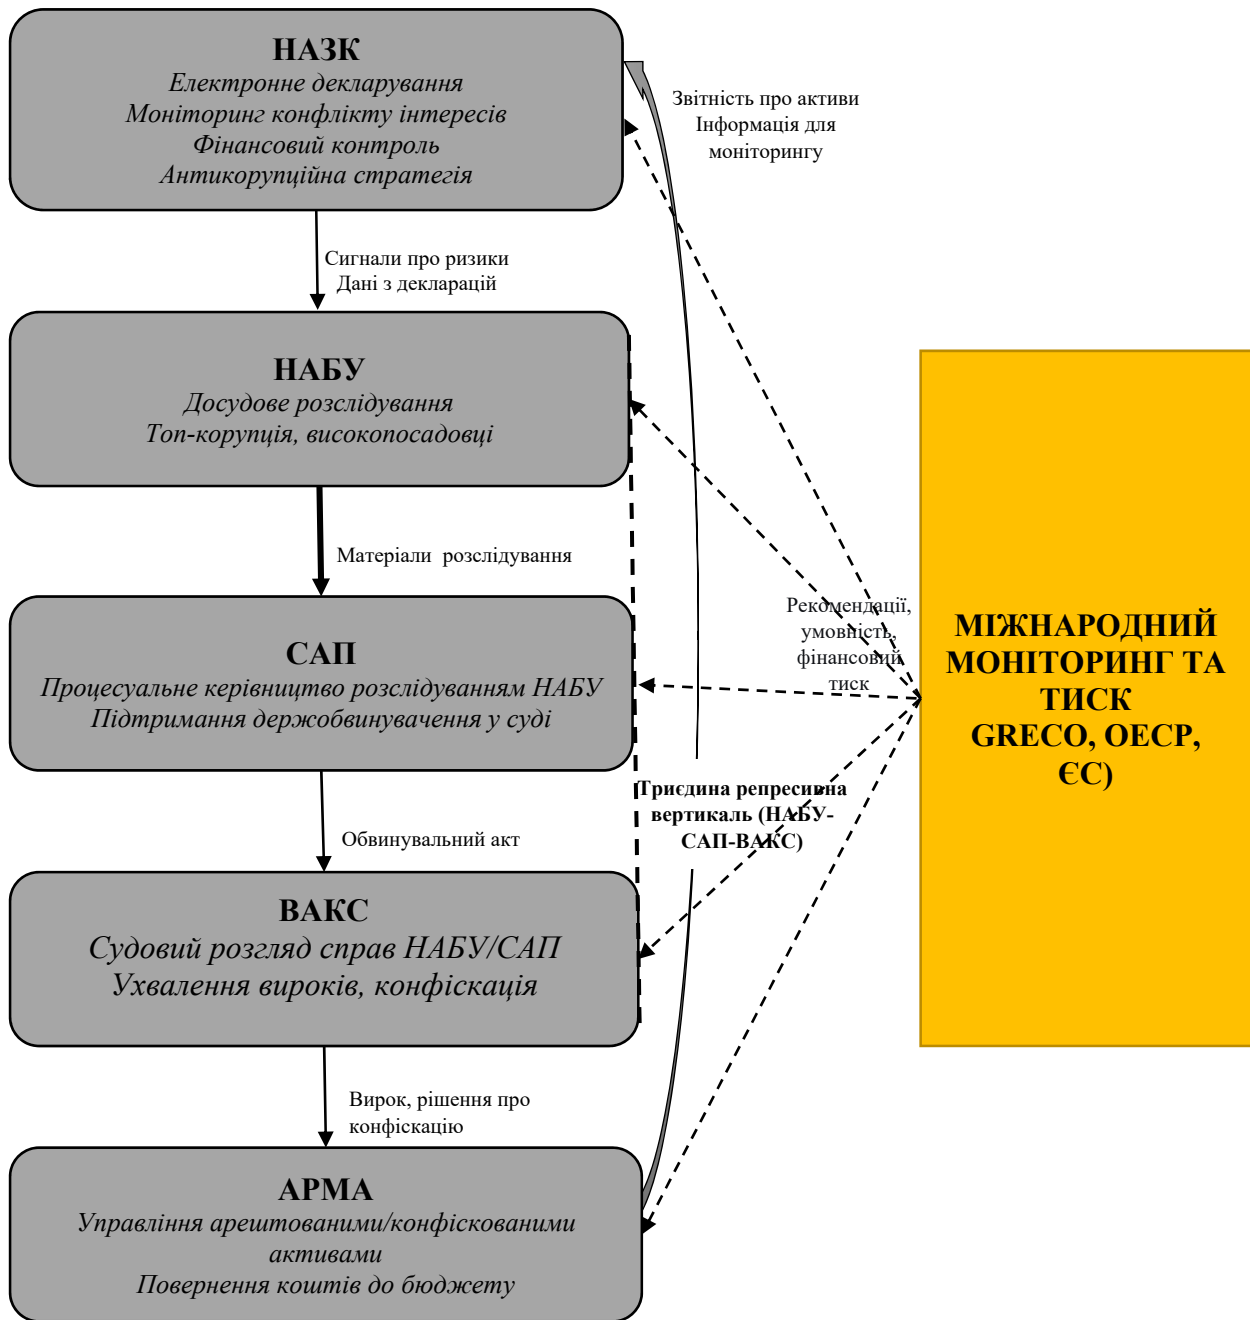 НАЗК
Електронне декларування
Моніторинг конфлікту інтересів
Фінансовий контроль
Антикорупційна стратегія
Звітність про активи
Інформація для
моніторингу
Сигнали про ризики
Дані з декларацій
НАБУ
Досудове розслідування
Топ-корупція, високопосадовці
Матеріали розслідування
САП
Процесуальне керівництво розслідуванням НАБУ
Підтримання держобвинувачення у суді
Рекомендації,
умовність,
фінансовий
тиск
МІЖНАРОДНИЙ
МОНІТОРИНГ ТА
ТИСК
GRECO, ОЕСР,
ЄС)
Триєдина репресивна
вертикаль (НАБУ-
САП-ВАКС)
Обвинувальний акт
ВАКС
Судовий розгляд справ НАБУ/САП
Ухвалення вироків, конфіскація
Вирок, рішення про
конфіскацію
АРМА
Управління арештованими/конфіскованими
активами
Повернення коштів до бюджету